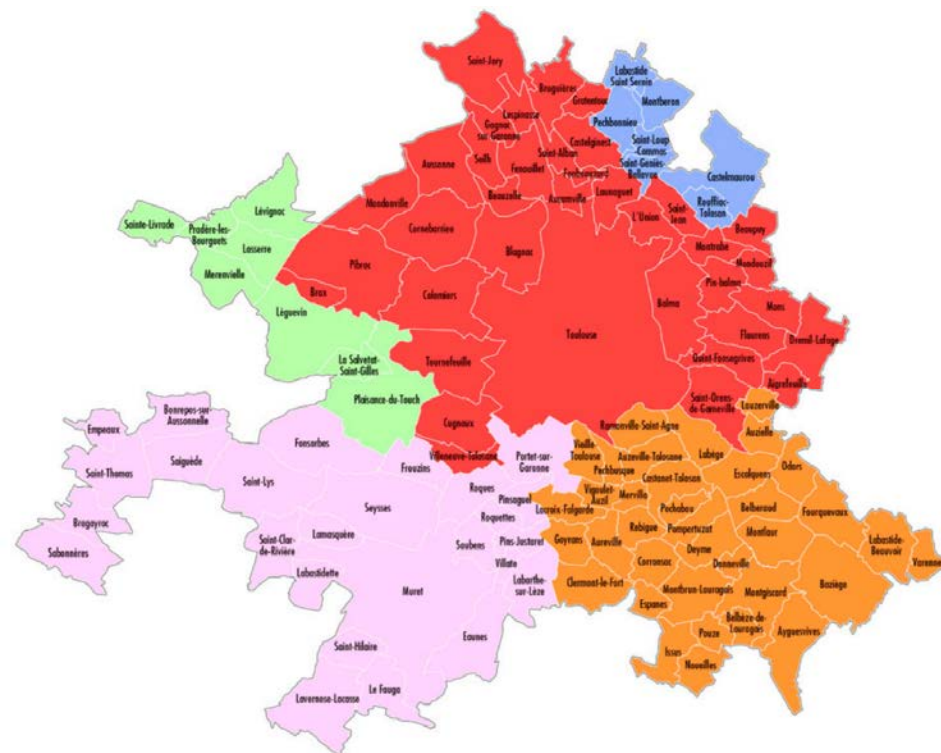 Saint-Jory
Labastide
Saint Sernin
Bruguières
Montberon
Gratentour
Lespinasse
Pechbonnieu
Gagnac
sur Garonne
Castelginest
Saint-Loup
-Cammas
Saint-Alban
Aussonne
Seilh
Fenouillet
Fonbeauzard
Saint-Geniès
Bellevue
Castelmaurou
Beauzelle
Aucamville
Launaguet
Rouffiac-
Tolosan
Lévignac
Mondonville
Sainte-Livrade
Pradère-les-
Bourguets
L'Union
Saint-
Jean
Beaupuy
Cornebarrieu
Lasserre
Blagnac
Montrabe
Mondouzil
Merenvielle
Pibrac
Pin-balma
Brax
Colomiers
Balma
Mons
Léguevin
Toulouse
Flourens
Dremil-Lafage
La Salvetat-
Saint-Gilles
Tournefeuille
Quint-Fonsegrives
Aigrefeuille
Plaisance-du-Touch
Saint-Orens
de Gameville
Lauzerville
Bonrepos-sur-
Aussonnelle
Empeaux
Cugnaux
Ramonville-Saint-Agne
Auzielle
Fonsorbes
Frouzins
Villeneuve-Tolosane
Portet-sur-
Garonne
Vieille
Toulouse
Auzeville-Tolosane
Labège
Saiguède
Saint-Thomas
Pechbusque
Escalquens
Odars
Saint-Lys
Roques
Pinsaguel
Vigoulet-
Auzil
Castanet-Tolosan
Mervilla
Seysses
Pechabou
Belberaud
Fourquevaux
Bragayrac
Roquettes
Lacroix-Falgarde
Rebigue
Pompertuzat
Montlaur
Sabonnères
Saint-Clar
-de-Rivière
Lamasquère
Saubens
Pins-Justaret
Goyrans
Aureville
Deyme
Labastide-
Beauvoir
Varennes
Corronsac
Donneville
Villate
Labastidette
Labarthe-
sur-Lèze
Clermont-le-Fort
Montbrun-Lauragais
Montgiscard
Baziège
Muret
Espanes
Belbèze-de-
Lauragais
Eaunes
Pouze
Ayguesvives
Saint-Hilaire
Issus
Noueilles
Le Fauga
Lavernose-Lacasse